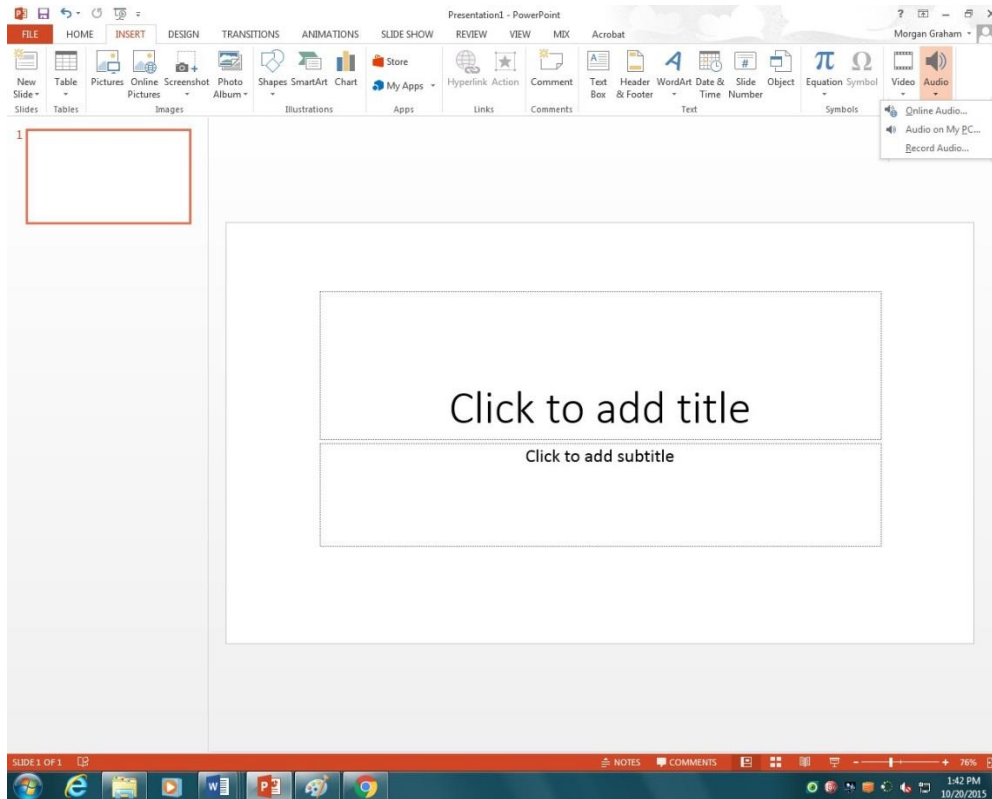 Presentation1 - PowerPoint
?
FILE HOME INSERT DESIGN TRANSITIONS ANIMATIONS SLIDE SHOW REVIEW VIEW MIX Acrobat Morgan Graham
New Slide
Table
Pictures
Online Pictures
Screenshot
Photo Album
Shapes
SmartArt
Chart
Store
My Apps
Hyperlink
Action
Comment
Text Box
Header & Footer
WordArt
Date & Time
Slide Number
Object
Equation
Symbol
Video
Audio
Slides Tables Images Illustrations Apps Links Comments Text Symbols
Online Audio...
Audio on My PC...
Record Audio...
1
Click to add title
Click to add subtitle
SLIDE 1 OF 1 NOTES COMMENTS 76%
1:42 PM
10/20/2015